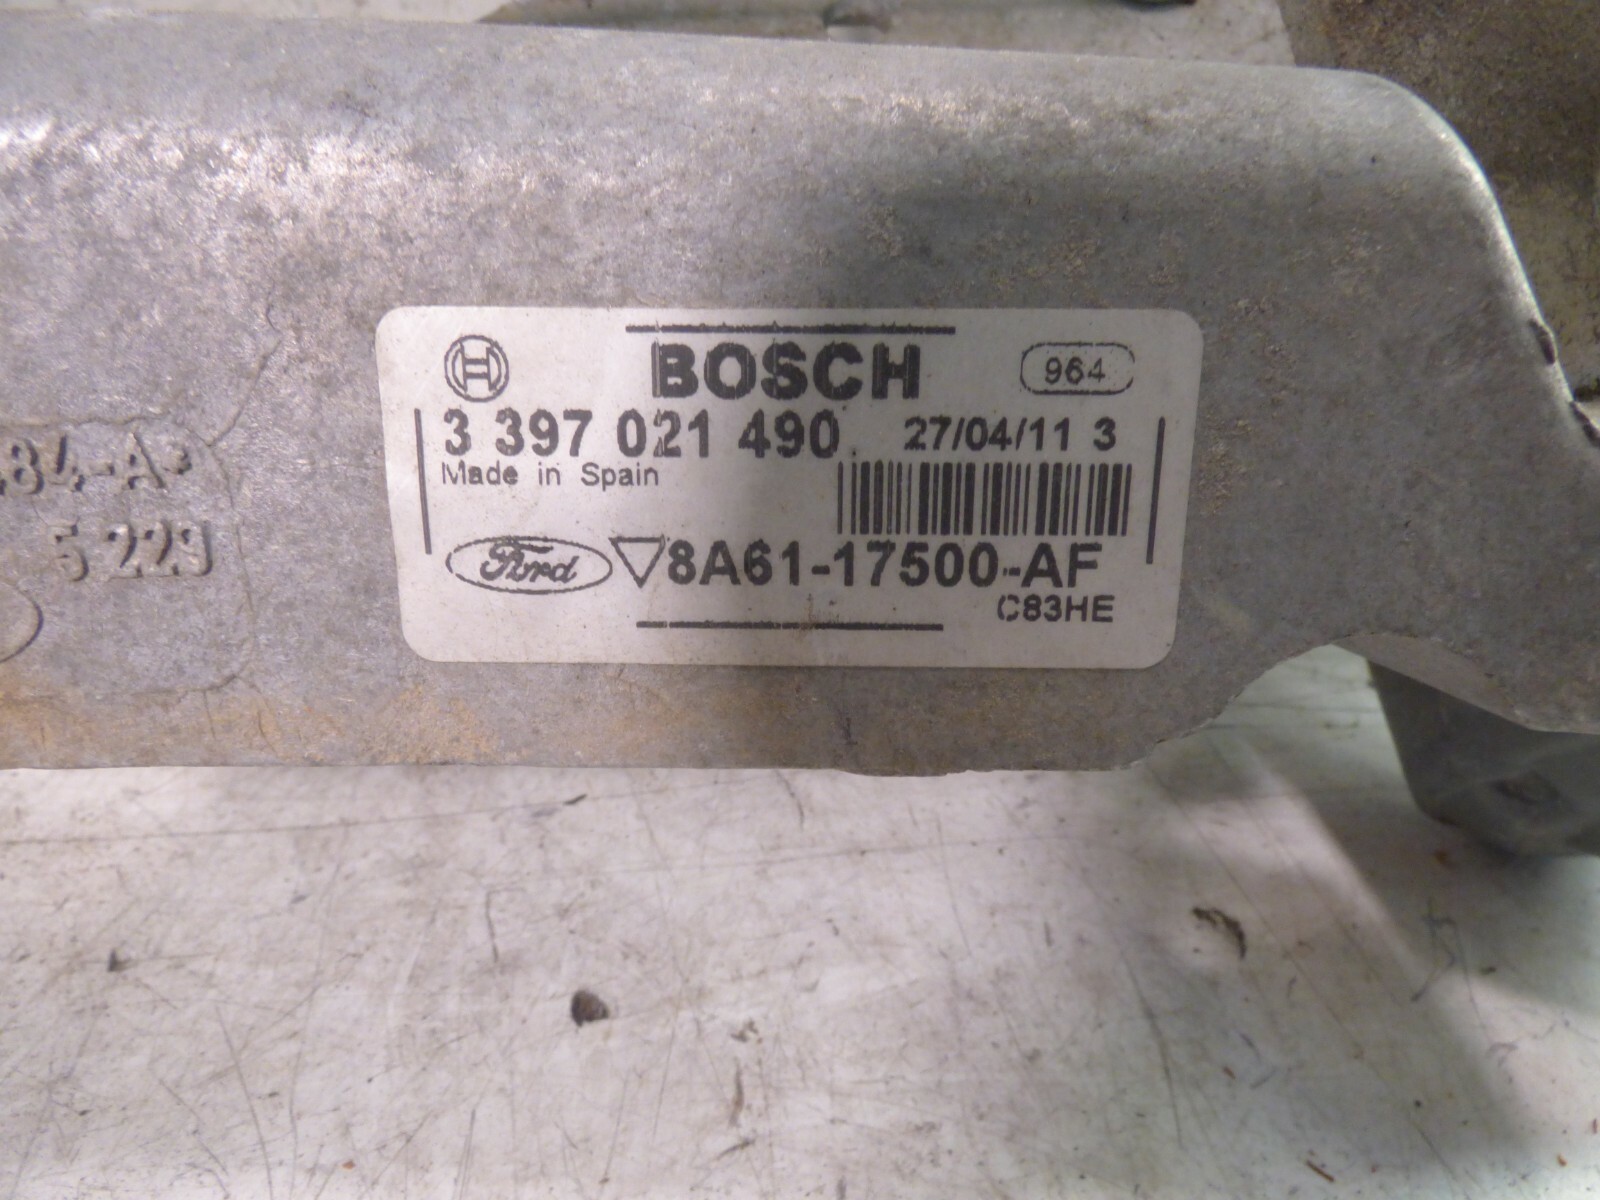 BOSCH
964
3 397 021 490
27/04/11 3
Made in Spain
Ford
8A61-17500-AF
C83HE
84-A
5 229